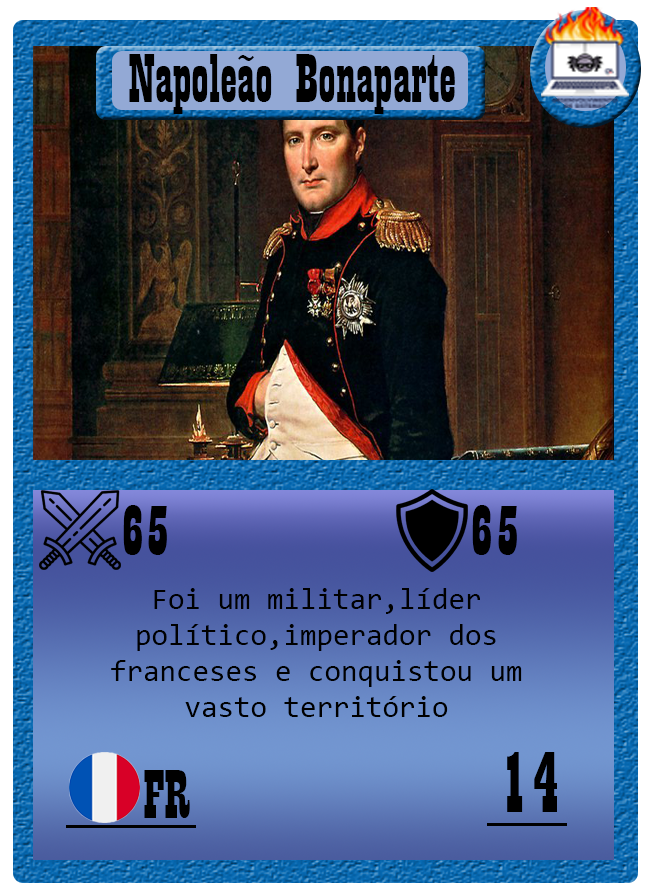 Napoleão Bonaparte
65
65
Foi um militar,líder
político,imperador dos
franceses e conquistou um
vasto território
FR
14